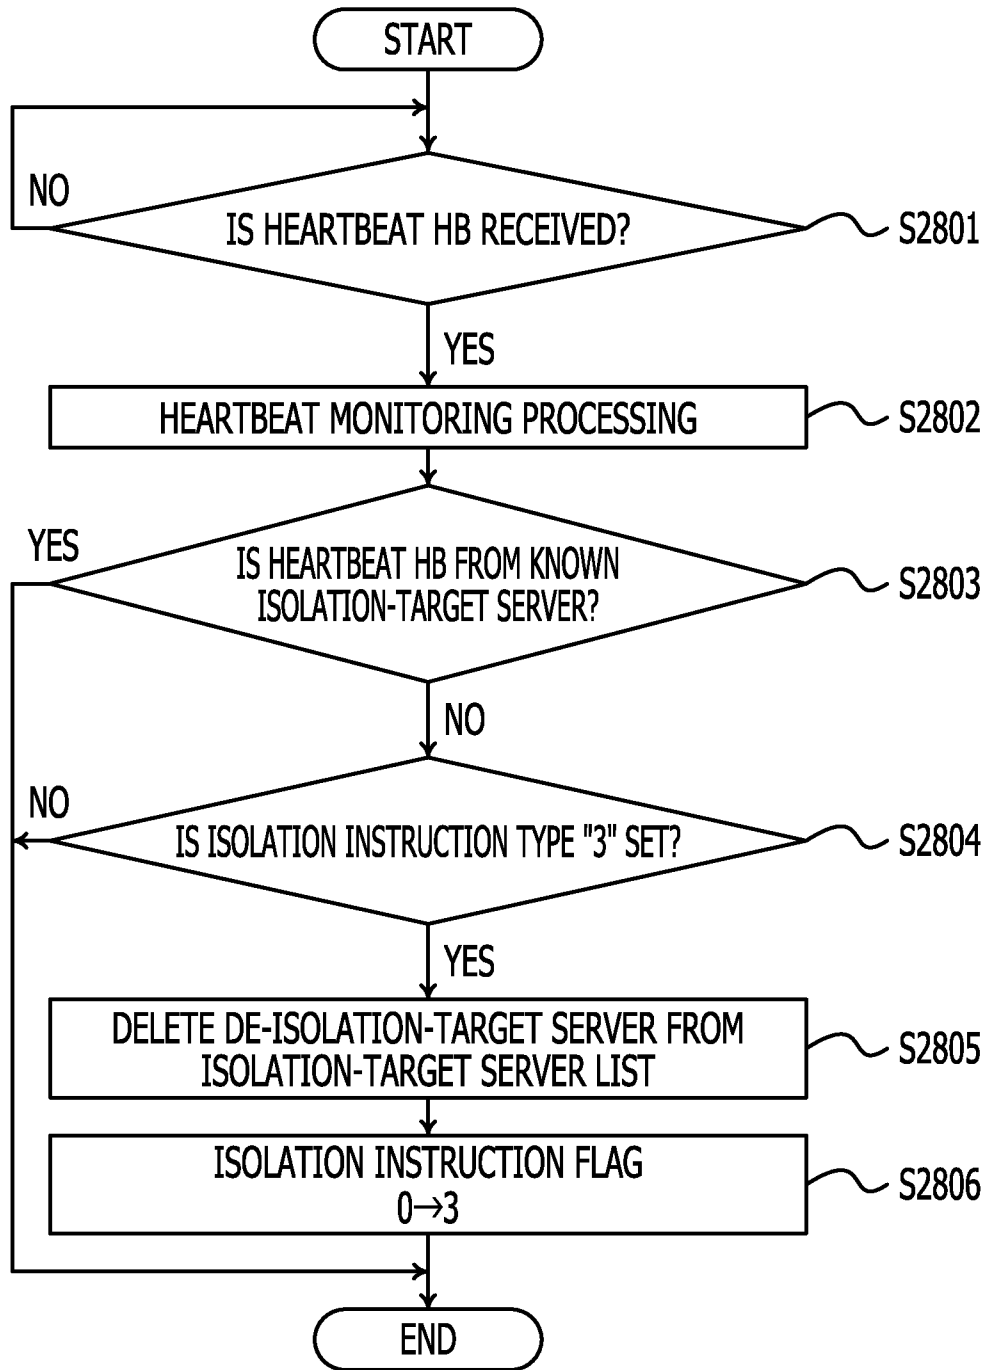 START
NO
IS HEARTBEAT HB RECEIVED?
S2801
YES
HEARTBEAT MONITORING PROCESSING
S2802
YES
IS HEARTBEAT HB FROM KNOWN
ISOLATION-TARGET SERVER?
S2803
NO
NO
IS ISOLATION INSTRUCTION TYPE "3" SET?
S2804
YES
DELETE DE-ISOLATION-TARGET SERVER FROM
ISOLATION-TARGET SERVER LIST
S2805
ISOLATION INSTRUCTION FLAG
0→3
S2806
END